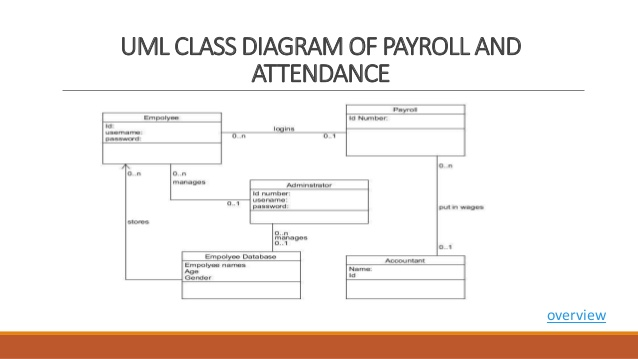 UML CLASS DIAGRAM OF PAYROLL AND
ATTENDANCE
Empolyee
Id:
username:
password:
logins
0..n
0..1
Payroll
Id Number:
0..n
0..n
manages
0..1
Adminstrator
Id number:
usename:
password:
0..n
put in wages
0..1
stores
0..n
manages
0..1
Empolyee Database
Empolyee names
Age
Gender
Accountant
Name:
Id
overview